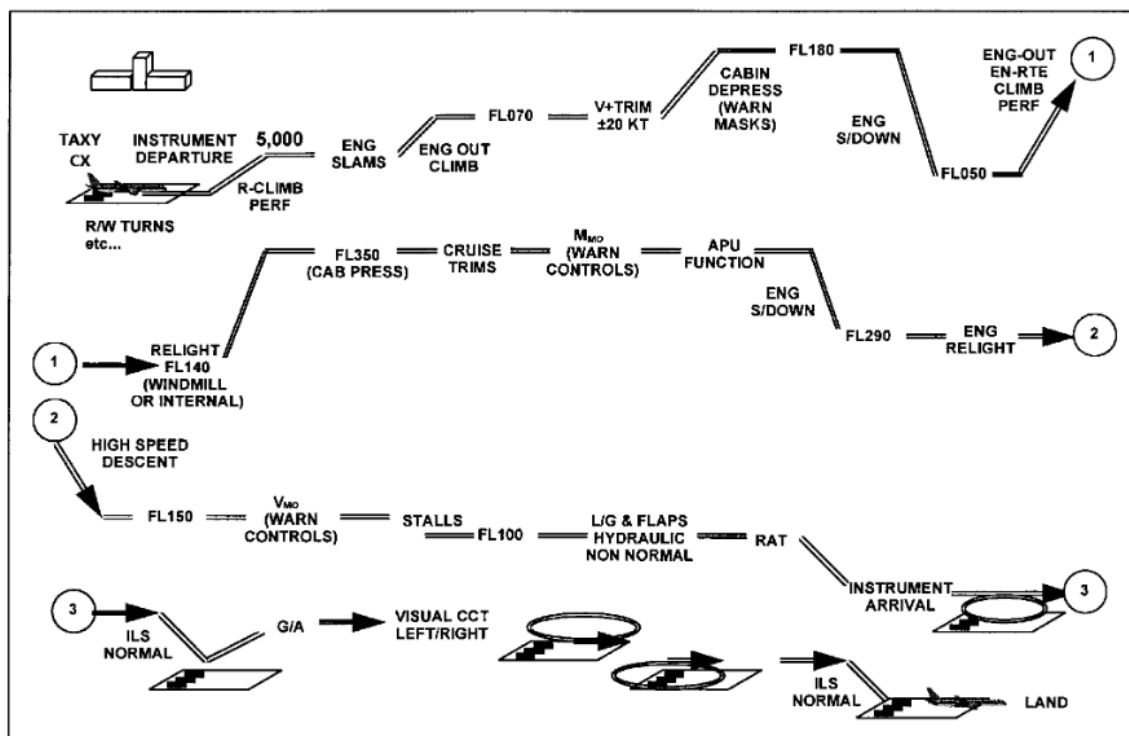 TAXY
CX
INSTRUMENT
DEPARTURE
5,000
R/W TURNS
etc...
R-CLIMB
PERF
ENG
SLAMS
ENG OUT
CLIMB
FL070
V+TRIM
±20 KT
CABIN
DEPRESS
(WARN
MASKS)
FL180
ENG
S/DOWN
FL050
ENG-OUT
EN-RTE
CLIMB
PERF
1
1
RELIGHT
FL140
(WINDMILL
OR INTERNAL)
FL350
(CAB PRESS)
CRUISE
TRIMS
MMO
(WARN
CONTROLS)
APU
FUNCTION
ENG
S/DOWN
FL290
ENG
RELIGHT
2
2
HIGH SPEED
DESCENT
FL150
VMO
(WARN
CONTROLS)
STALLS
FL100
L/G & FLAPS
HYDRAULIC
NON NORMAL
RAT
INSTRUMENT
ARRIVAL
3
3
ILS
NORMAL
G/A
VISUAL CCT
LEFT/RIGHT
ILS
NORMAL
LAND